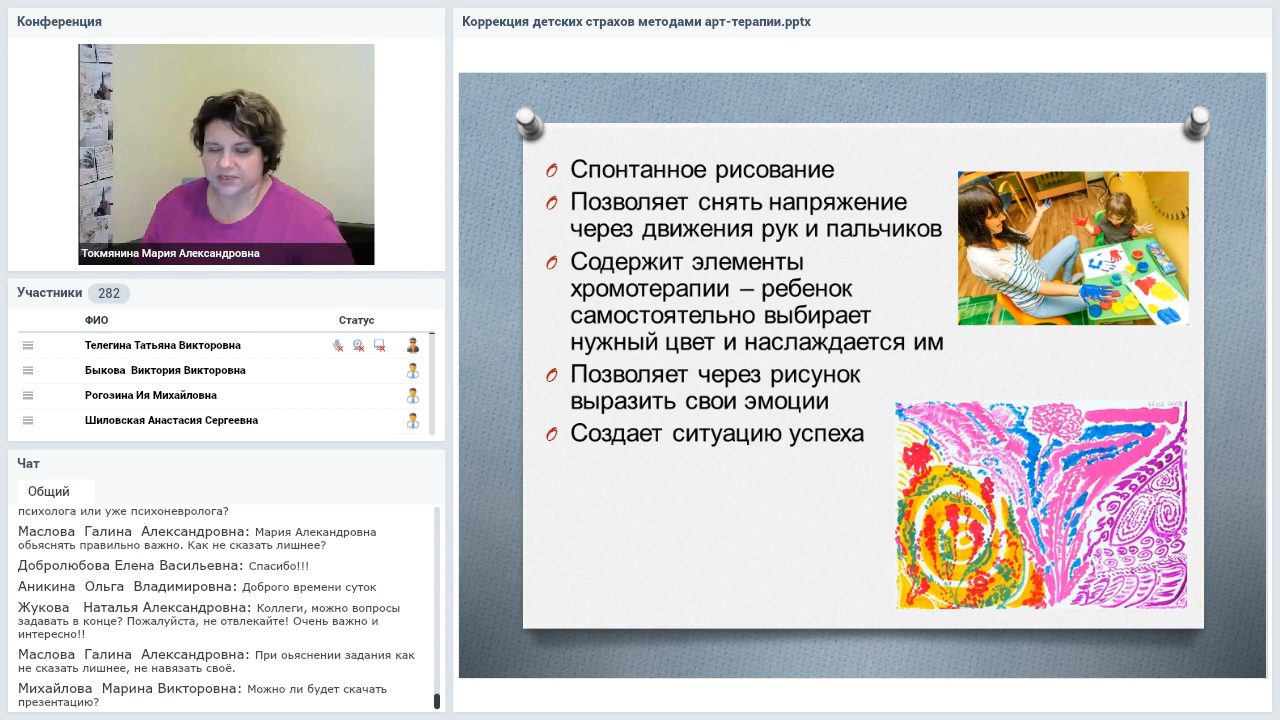 Конференция
Токмянина Мария Александровна
Участники 282
ФИО Статус
Телегина Татьяна Викторовна
Быкова Виктория Викторовна
Рогозина Ия Михайловна
Шиловская Анастасия Сергеевна
Чат
Общий
психолога или уже психоневролога?
Маслова Галина Александровна: Мария Алекандровна
обьяснять правильно важно. Как не сказать лишнее?
Добролюбова Елена Васильевна: Спасибо!!!
Аникина Ольга Владимировна: Доброго времени суток
Жукова Наталья Александровна: Коллеги, можно вопросы
задавать в конце? Пожалуйста, не отвлекайте! Очень важно и
интересно!!
Маслова Галина Александровна: При оьяснении задания как
не сказать лишнее, не навязать своё.
Михайлова Марина Викторовна: Можно ли будет скачать
презентацию?
Коррекция детских страхов методами арт-терапии.pptx
Спонтанное рисование
Позволяет снять напряжение
через движения рук и пальчиков
Содержит элементы
хромотерапии – ребенок
самостоятельно выбирает
нужный цвет и наслаждается им
Позволяет через рисунок
выразить свои эмоции
Создает ситуацию успеха